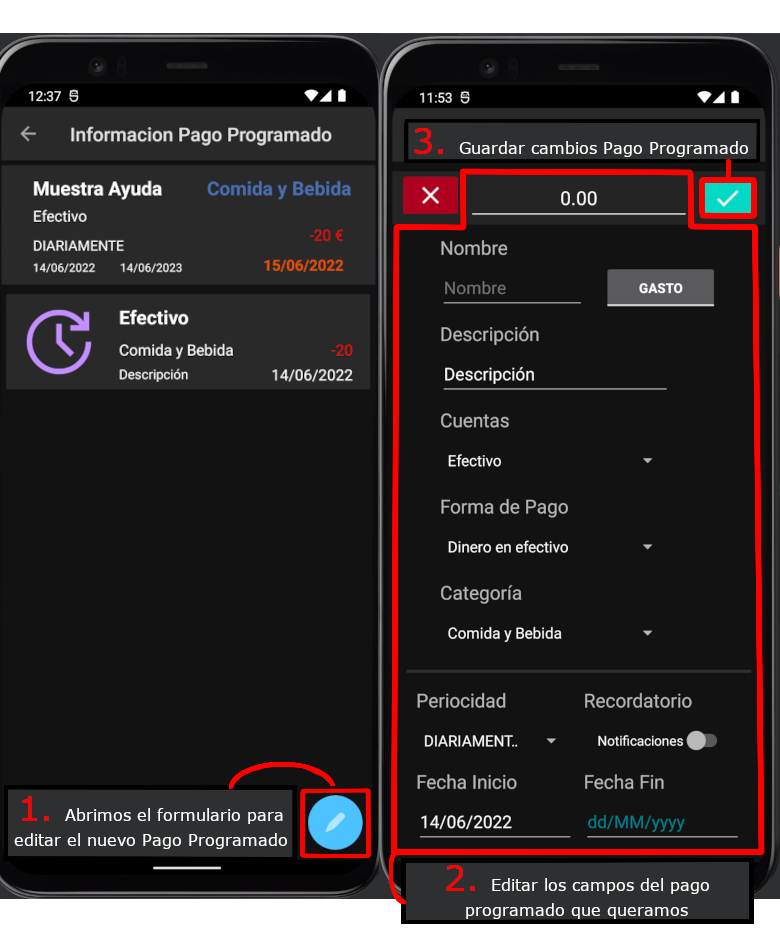 12:37
Informacion Pago Programado
Muestra Ayuda Comida y Bebida
Efectivo
-20 €
DIARIAMENTE
14/06/2022 14/06/2023 15/06/2022
Efectivo
Comida y Bebida -20
Descripción 14/06/2022
1. Abrimos el formulario para
editar el nuevo Pago Programado
11:53
3. Guardar cambios Pago Programado
0.00
Nombre
Nombre GASTO
Descripción
Descripción
Cuentas
Efectivo
Forma de Pago
Dinero en efectivo
Categoría
Comida y Bebida
Periocidad Recordatorio
DIARIAMENT.. Notificaciones
Fecha Inicio Fecha Fin
14/06/2022 dd/MM/yyyy
2. Editar los campos del pago
programado que queramos